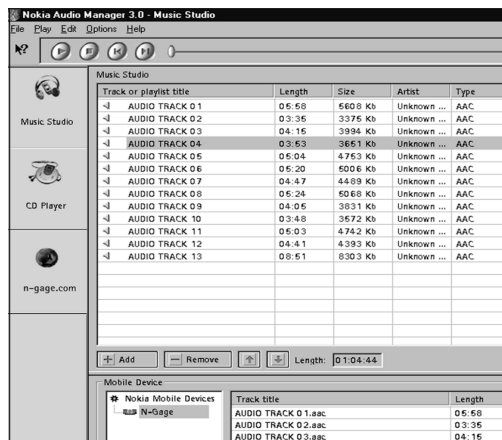 Nokia Audio Manager 3.0 - Music Studio
File Play Edit Options Help
Music Studio
CD Player
n-gage.com
Music Studio
Track or playlist title Length Size Artist Type
AUDIO TRACK 01 05:58 5608 Kb Unknown ... AAC
AUDIO TRACK 02 03:35 3375 Kb Unknown ... AAC
AUDIO TRACK 03 04:15 3994 Kb Unknown ... AAC
AUDIO TRACK 04 03:53 3651 Kb Unknown ... AAC
AUDIO TRACK 05 05:04 4753 Kb Unknown ... AAC
AUDIO TRACK 06 05:20 5006 Kb Unknown ... AAC
AUDIO TRACK 07 04:47 4489 Kb Unknown ... AAC
AUDIO TRACK 08 05:24 5068 Kb Unknown ... AAC
AUDIO TRACK 09 04:05 3831 Kb Unknown ... AAC
AUDIO TRACK 10 03:48 3572 Kb Unknown ... AAC
AUDIO TRACK 11 05:03 4742 Kb Unknown ... AAC
AUDIO TRACK 12 04:41 4393 Kb Unknown ... AAC
AUDIO TRACK 13 08:51 8303 Kb Unknown ... AAC
Add Remove Length: 01:04:44
Mobile Device
Nokia Mobile Devices
N-Gage
Track title Length
AUDIO TRACK 01.aac 05:58
AUDIO TRACK 02.aac 03:35
AUDIO TRACK 03.aac 04:15